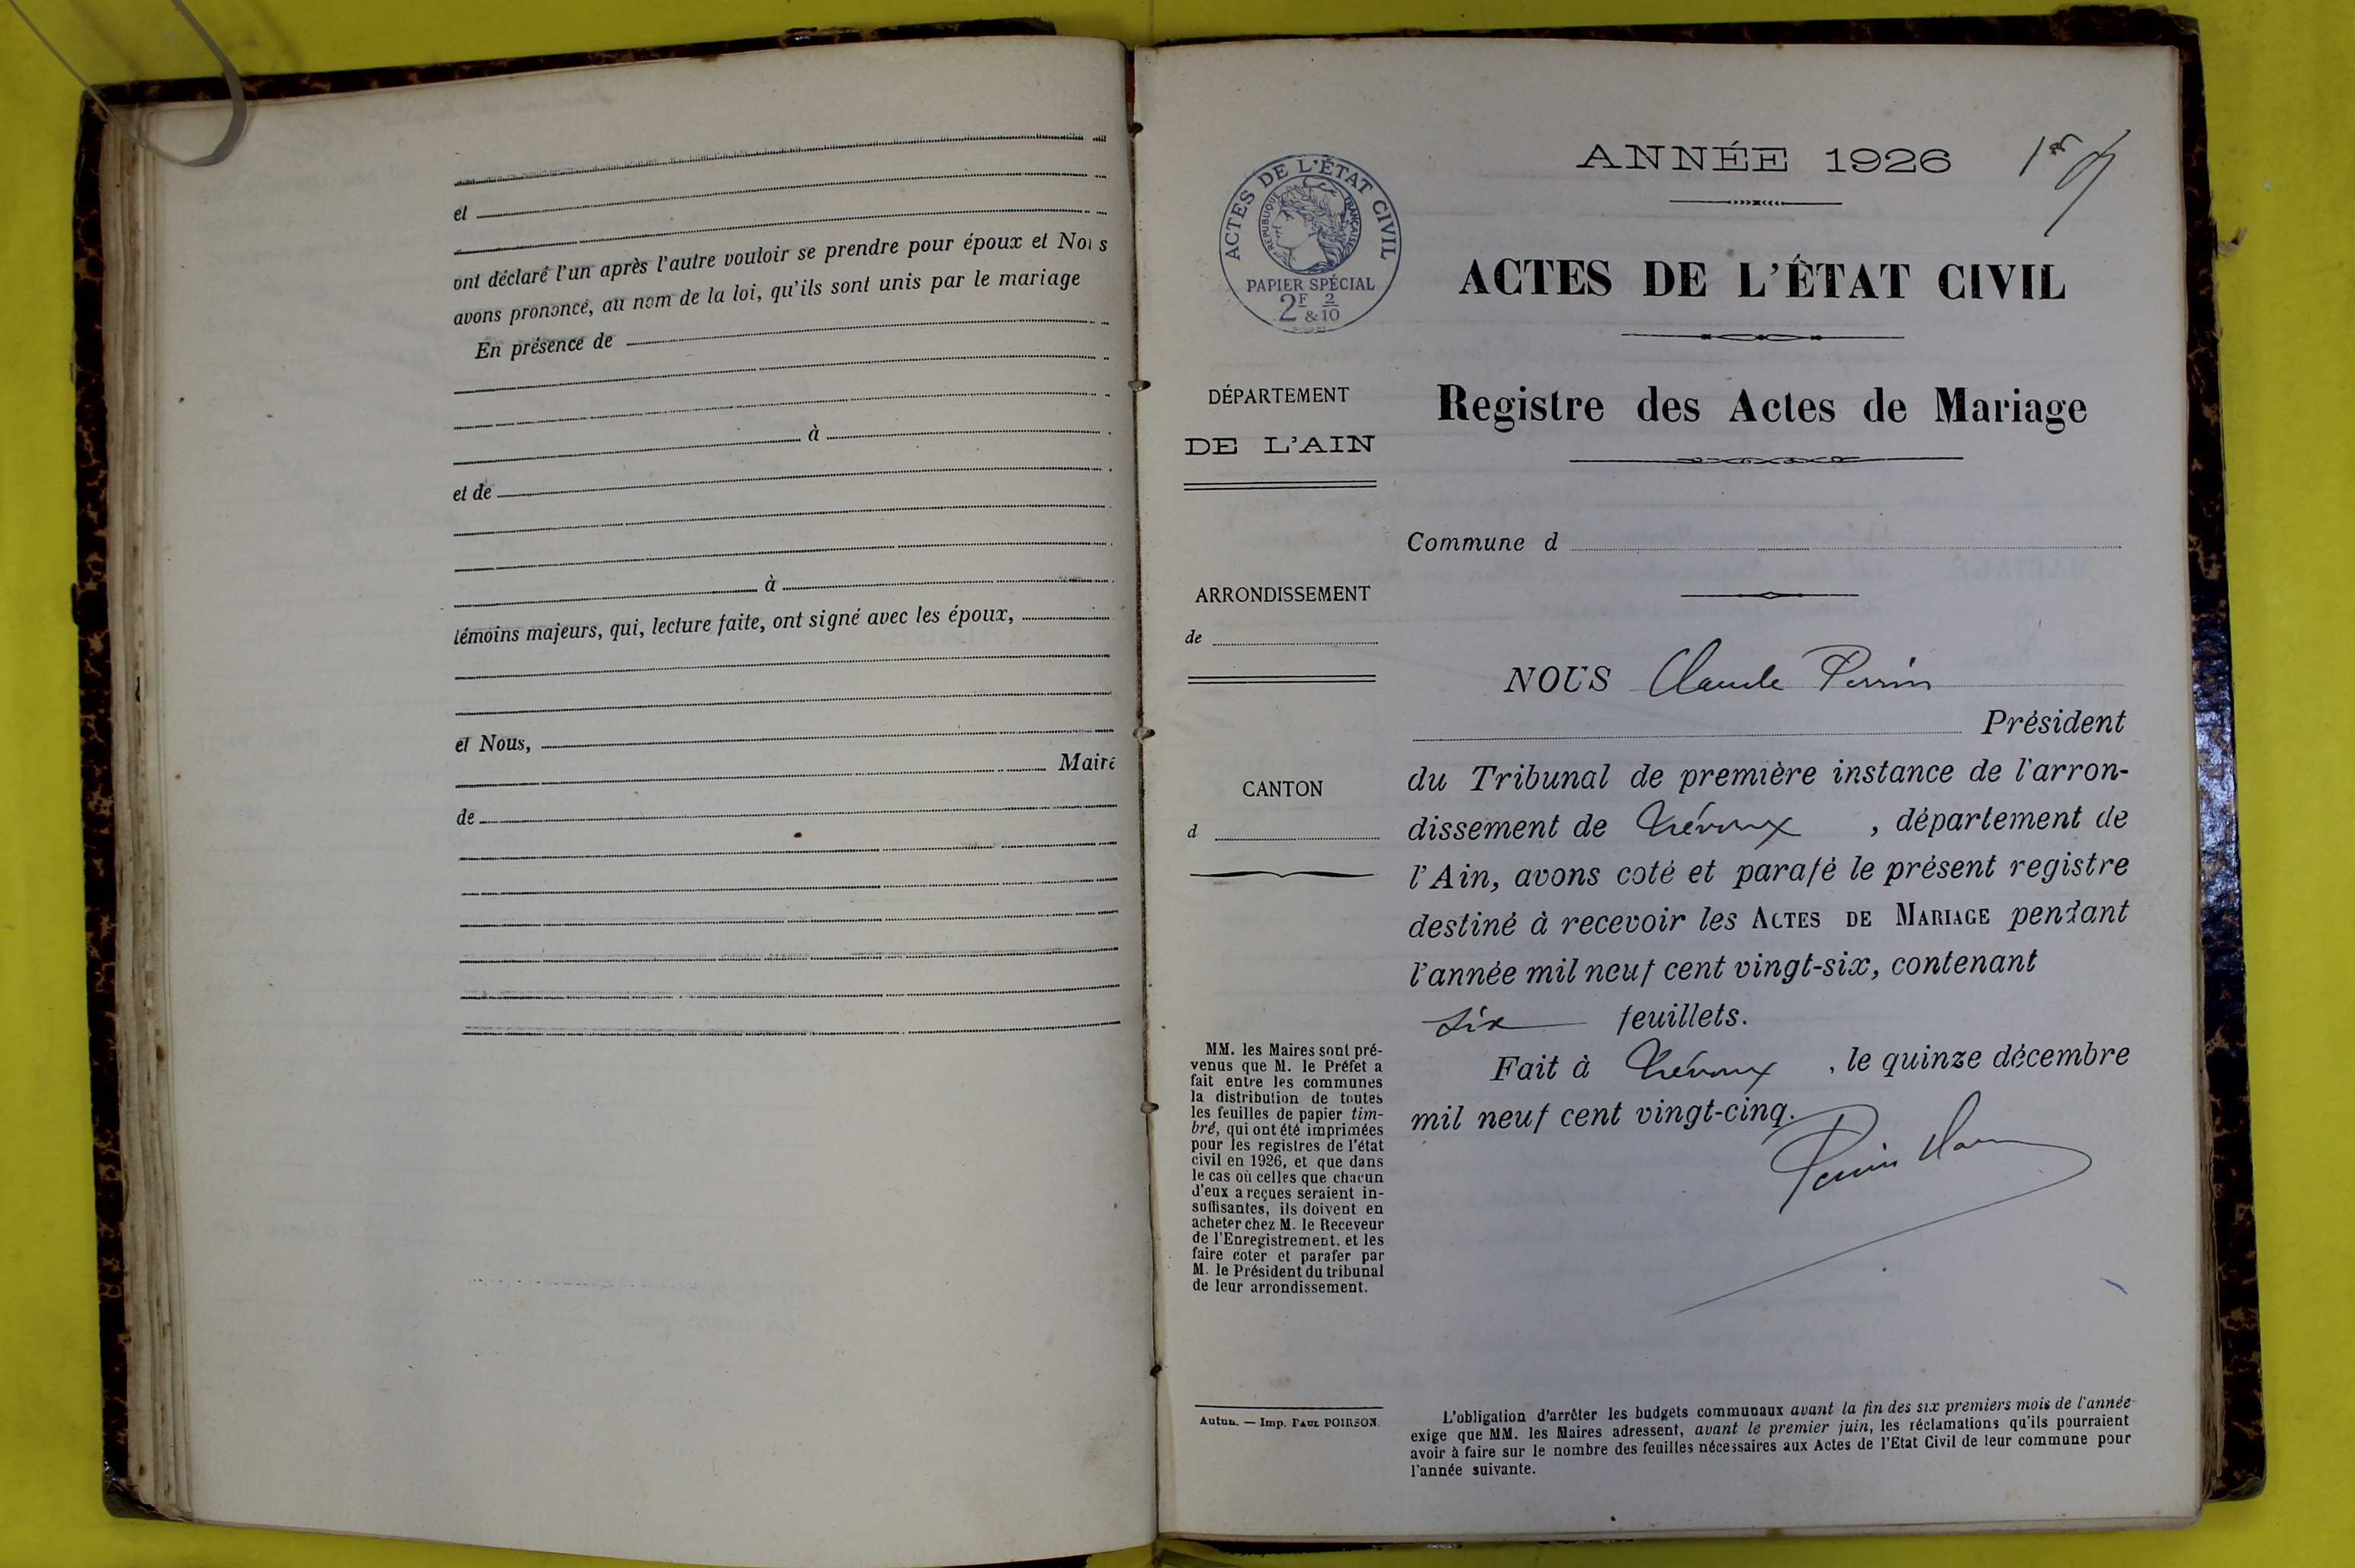 et
ont déclaré l'un après l'autre vouloir se prendre pour époux et Nous
avons prononcé, au nom de la loi, qu'ils sont unis par le mariage
En présence de
à
et de
à
témoins majeurs, qui, lecture faite, ont signé avec les époux,
et Nous,
Maire
de
ANNÉE 1926
1er
ACTES DE L'ÉTAT CIVIL
RÉPUBLIQUE FRANÇAISE
PAPIER SPÉCIAL
2F 2
&10
ACTES DE L'ÉTAT CIVIL
Registre des Actes de Mariage
DÉPARTEMENT
DE L'AIN
Commune d
ARRONDISSEMENT
de
CANTON
d
NOUS Claude Perrin
Président
du Tribunal de première instance de l'arron-
dissement de Trévoux, département de
l'Ain, avons coté et parafé le présent registre
destiné à recevoir les ACTES DE MARIAGE pendant
l'année mil neuf cent vingt-six, contenant
six feuillets.
Fait à Trévoux, le quinze décembre
mil neuf cent vingt-cinq.
Perrin
MM. les Maires sont pré-
venus que M. le Préfet a
fait entre les communes
la distribution de toutes
les feuilles de papier tim-
bré, qui ont été imprimées
pour les registres de l'état
civil en 1926, et que dans
le cas où celles que chacun
d'eux a reçues seraient in-
suffisantes, ils doivent en
acheter chez M. le Receveur
de l'Enregistrement. et les
faire coter et parafer par
M. le Président du tribunal
de leur arrondissement.
Autun. — Imp. PAUL POIRSON.
L'obligation d'arrêter les budgets communaux avant la fin des six premiers mois de l'année
exige que MM. les Maires adressent, avant le premier juin, les réclamations qu'ils pourraient
avoir à faire sur le nombre des feuilles nécessaires aux Actes de l'Etat Civil de leur commune pour
l'année suivante.